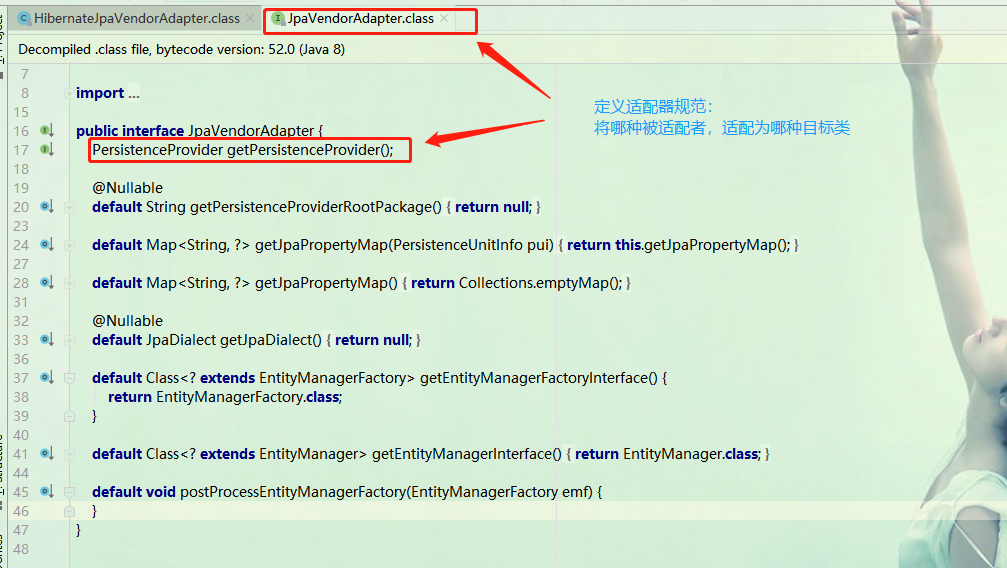 HibernateJpaVendorAdapter.class
JpaVendorAdapter.class
Decompiled .class file, bytecode version: 52.0 (Java 8)
7
8 import ...
15
16 public interface JpaVendorAdapter {
17 PersistenceProvider getPersistenceProvider();
18
19 @Nullable
20 default String getPersistenceProviderRootPackage() { return null; }
23
24 default Map<String, ?> getJpaPropertyMap(PersistenceUnitInfo pui) { return this.getJpaPropertyMap(); }
27
28 default Map<String, ?> getJpaPropertyMap() { return Collections.emptyMap(); }
31
32 @Nullable
33 default JpaDialect getJpaDialect() { return null; }
36
37 default Class<? extends EntityManagerFactory> getEntityManagerFactoryInterface() {
38 return EntityManagerFactory.class;
39 }
40
41 default Class<? extends EntityManager> getEntityManagerInterface() { return EntityManager.class; }
44
45 default void postProcessEntityManagerFactory(EntityManagerFactory emf) {
46 }
47 }
48
定义适配器规范：
将哪种被适配者，适配为哪种目标类